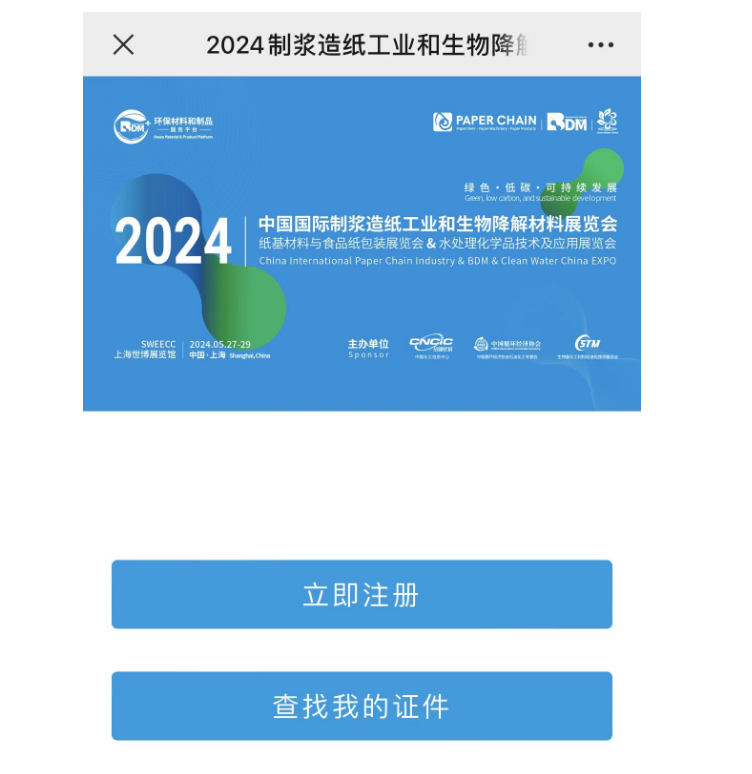 2024制浆造纸工业和生物降
BDM+ 环保材料和制品
服务平台
Green Material & Product Platform
PAPER CHAIN
BDM
绿色·低碳·可持续发展
Green, low carbon, and sustainable development
2024
中国国际制浆造纸工业和生物降解材料展览会
纸基材料与食品纸包装展览会 & 水处理化学品技术及应用展览会
China International Paper Chain Industry & BDM & Clean Water China EXPO
SWEECC
上海世博展览馆
2024.05.27-29
中国·上海 Shanghai,China
主办单位
Sponsor
CNCIC
中国循环经济协会
STM
立即注册
查找我的证件